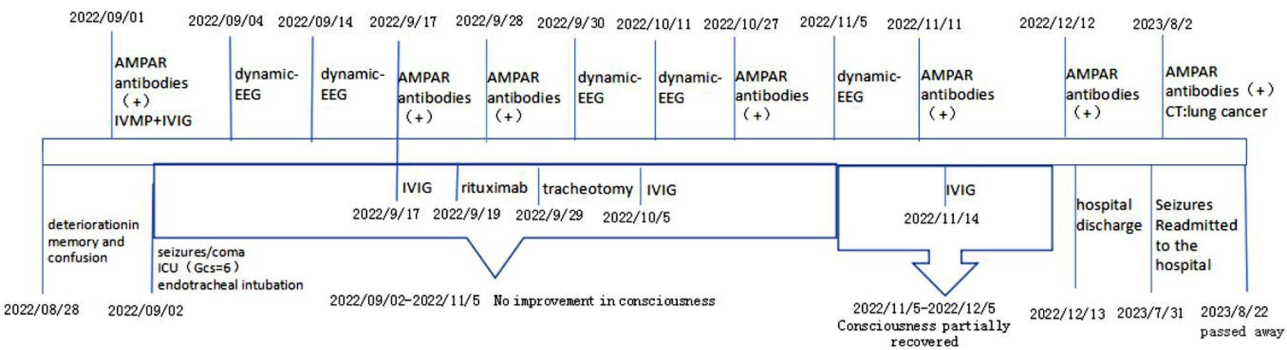 2022/09/01
2022/09/04
2022/09/14
2022/9/17
2022/9/28
2022/9/30
2022/10/11
2022/10/27
2022/11/5
2022/11/11
2022/12/12
2023/8/2
AMPAR
antibodies
（+）
IVMP+IVIG
dynamic-
EEG
dynamic-
EEG
AMPAR
antibodies
（+）
AMPAR
antibodies
（+）
dynamic-
EEG
dynamic-
EEG
AMPAR
antibodies
（+）
dynamic-
EEG
AMPAR
antibodies
（+）
AMPAR
antibodies
（+）
AMPAR
antibodies（+）
CT:lung cancer
deteriorationin
memory and
confusion
seizures/coma
ICU（Gcs=6）
endotracheal intubation
IVIG
2022/9/17
rituximab
2022/9/19
tracheotomy
2022/9/29
IVIG
2022/10/5
IVIG
2022/11/14
hospital
discharge
Seizures
Readmitted
to the
hospital
2022/08/28
2022/09/02
2022/09/02-2022/11/5 No improvement in consciousness
2022/11/5-2022/12/5
Consciousness partially
recovered
2022/12/13
2023/7/31
2023/8/22
passed away